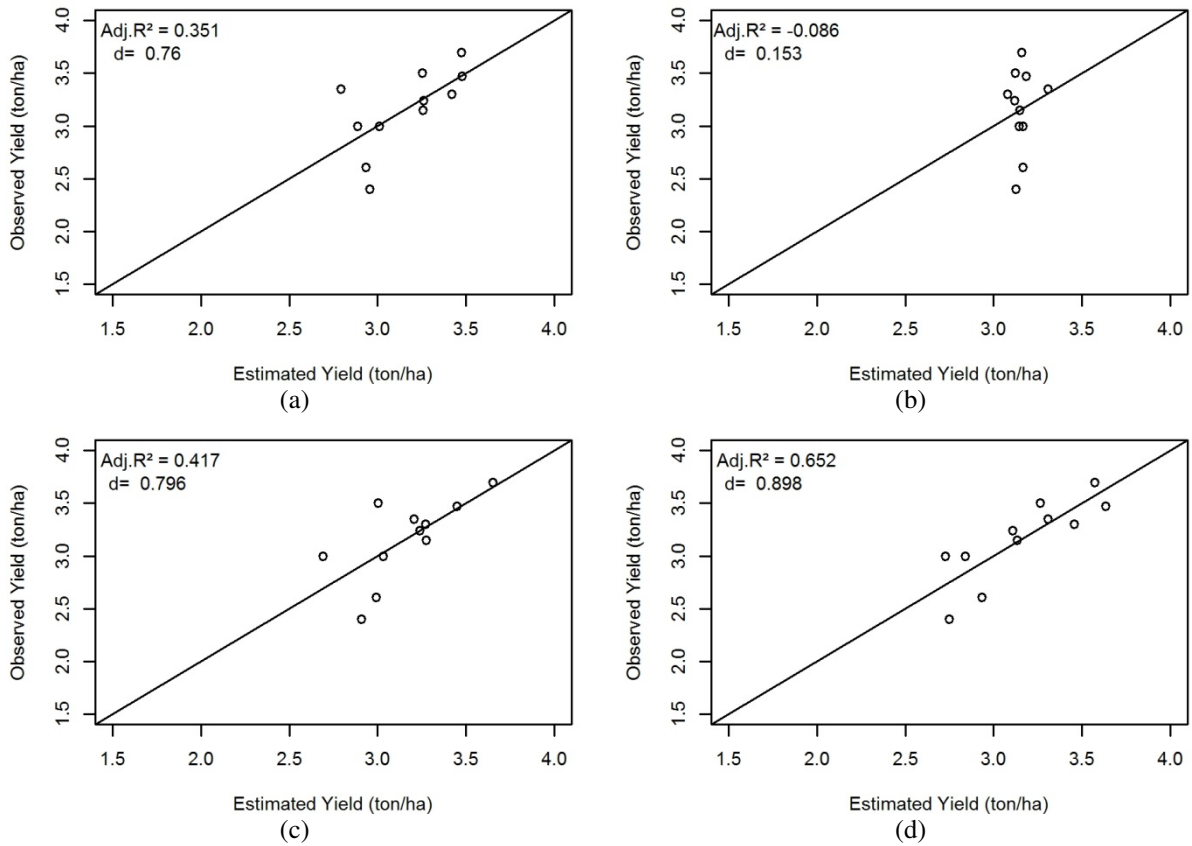 Adj.R² = 0.351
d= 0.76
Observed Yield (ton/ha)
4.0
3.5
3.0
2.5
2.0
1.5
1.5 2.0 2.5 3.0 3.5 4.0
Estimated Yield (ton/ha)
(a)
Adj.R² = -0.086
d= 0.153
Observed Yield (ton/ha)
4.0
3.5
3.0
2.5
2.0
1.5
1.5 2.0 2.5 3.0 3.5 4.0
Estimated Yield (ton/ha)
(b)
Adj.R² = 0.417
d= 0.796
Observed Yield (ton/ha)
4.0
3.5
3.0
2.5
2.0
1.5
1.5 2.0 2.5 3.0 3.5 4.0
Estimated Yield (ton/ha)
(c)
Adj.R² = 0.652
d= 0.898
Observed Yield (ton/ha)
4.0
3.5
3.0
2.5
2.0
1.5
1.5 2.0 2.5 3.0 3.5 4.0
Estimated Yield (ton/ha)
(d)